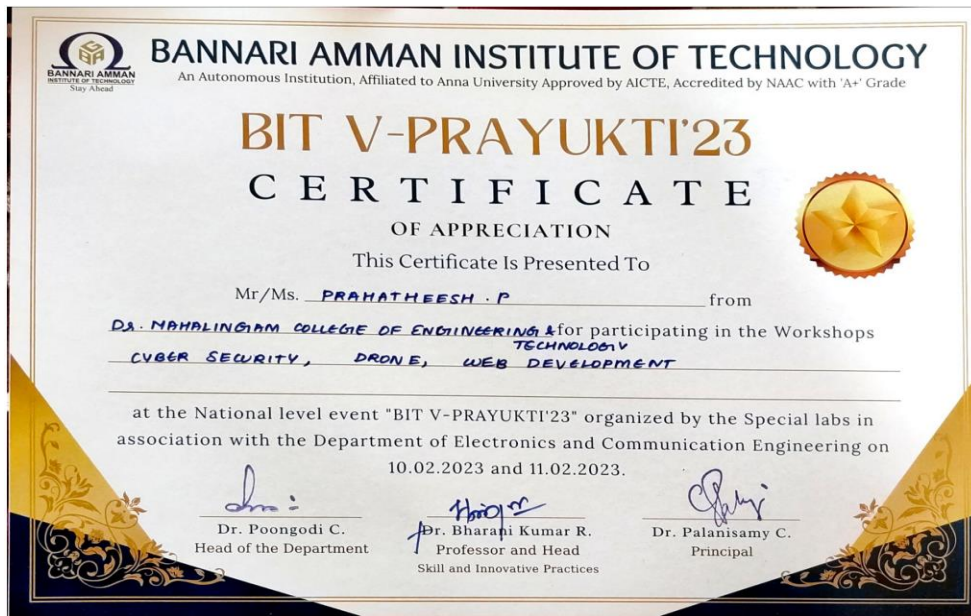 BANNARI AMMAN
INSTITUTE OF TECHNOLOGY
Stay Ahead
BANNARI AMMAN INSTITUTE OF TECHNOLOGY
An Autonomous Institution, Affiliated to Anna University Approved by AICTE, Accredited by NAAC with 'A+' Grade
BIT V-PRAYUKTI'23
CERTIFICATE
OF APPRECIATION
This Certificate Is Presented To
Mr/Ms. PRAHATHEESH . P from
Dr. MAHALINGAM COLLEGE OF ENGINEERING & for participating in the Workshops
TECHNOLOGY
CYBER SECURITY, DRONE, WEB DEVELOPMENT
at the National level event "BIT V-PRAYUKTI'23" organized by the Special labs in
association with the Department of Electronics and Communication Engineering on
10.02.2023 and 11.02.2023.
Dr. Poongodi C.
Head of the Department
Dr. Bharani Kumar R.
Professor and Head
Skill and Innovative Practices
Dr. Palanisamy C.
Principal